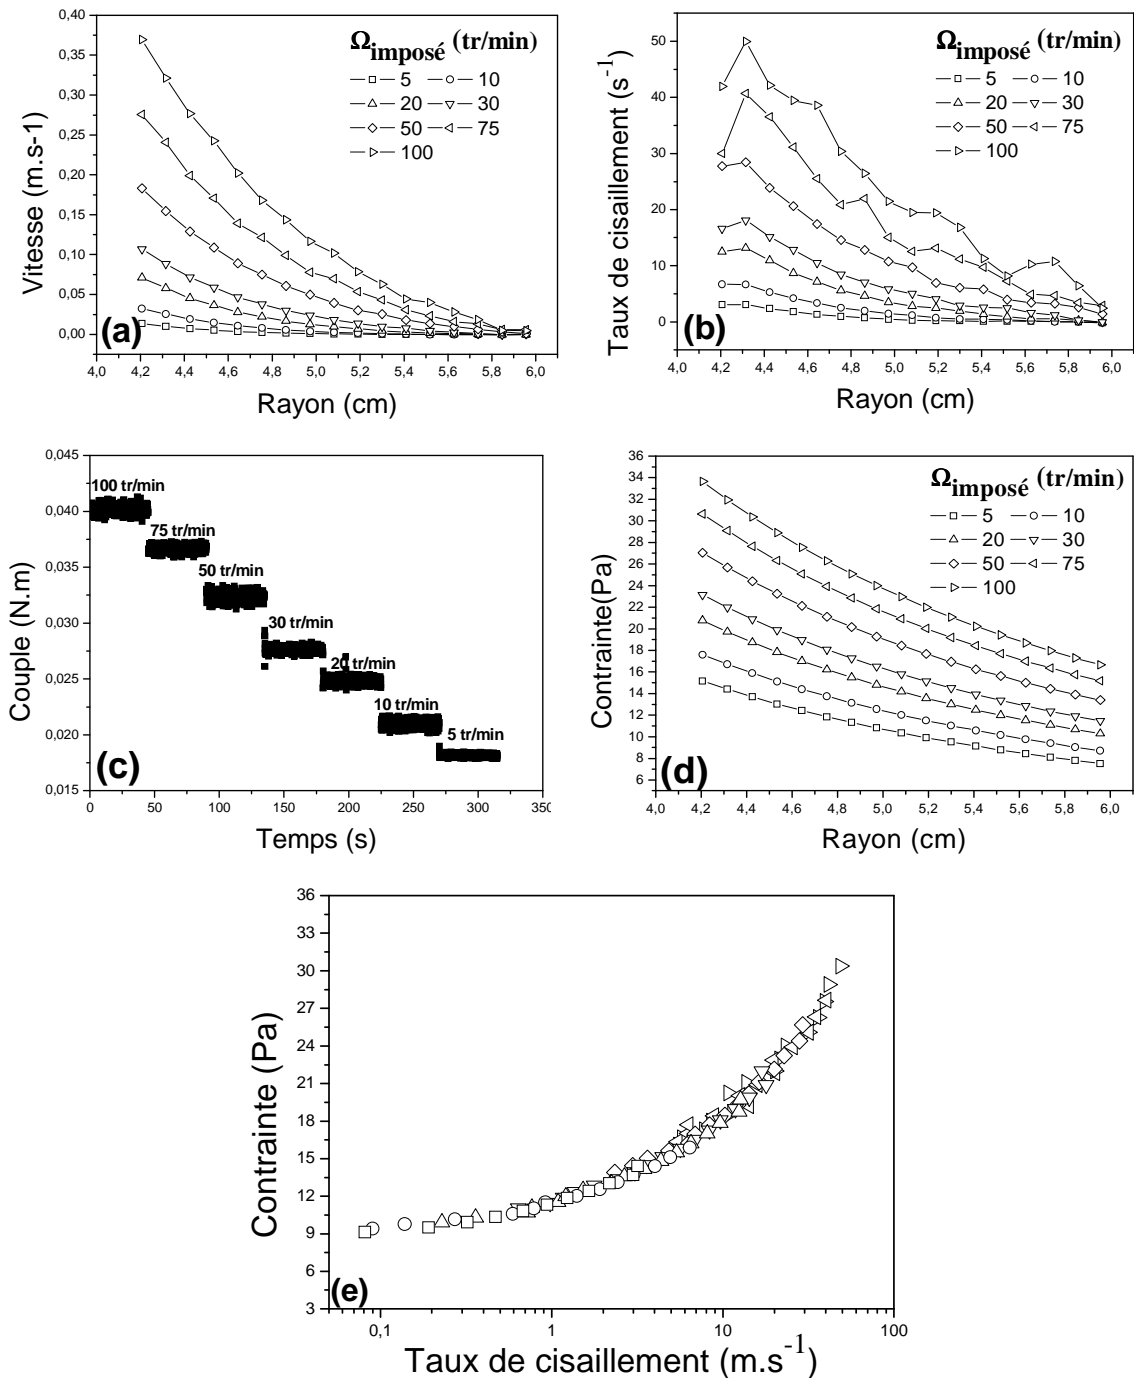 0,40
0,35
0,30
0,25
0,20
0,15
0,10
0,05
0,00
Vitesse (m.s-1)
Ωimposé (tr/min)
5 10
20 30
50 75
100
(a)
4,0 4,2 4,4 4,6 4,8 5,0 5,2 5,4 5,6 5,8 6,0
Rayon (cm)
50
40
30
20
10
0
Taux de cisaillement (s-1)
Ωimposé (tr/min)
5 10
20 30
50 75
100
(b)
4,0 4,2 4,4 4,6 4,8 5,0 5,2 5,4 5,6 5,8 6,0
Rayon (cm)
0,045
0,040
0,035
0,030
0,025
0,020
0,015
Couple (N.m)
100 tr/min
75 tr/min
50 tr/min
30 tr/min
20 tr/min
10 tr/min
5 tr/min
(c)
0 50 100 150 200 250 300 350
Temps (s)
36
34
32
30
28
26
24
22
20
18
16
14
12
10
8
6
Contrainte(Pa)
Ωimposé (tr/min)
5 10
20 30
50 75
100
(d)
4,0 4,2 4,4 4,6 4,8 5,0 5,2 5,4 5,6 5,8 6,0
Rayon (cm)
36
33
30
27
24
21
18
15
12
9
6
3
Contrainte (Pa)
(e)
0,1 1 10 100
Taux de cisaillement (m.s-1)